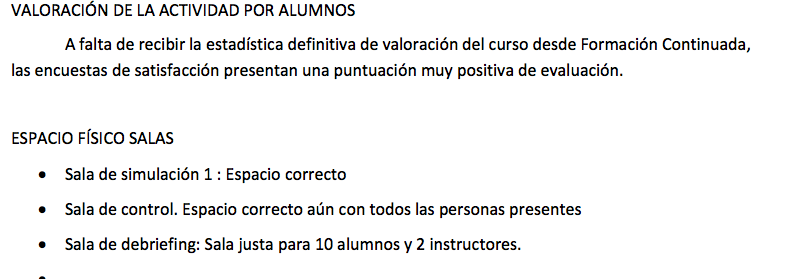 VALORACIÓN DE LA ACTIVIDAD POR ALUMNOS
A falta de recibir la estadística definitiva de valoración del curso desde Formación Continuada,
las encuestas de satisfacción presentan una puntuación muy positiva de evaluación.
ESPACIO FÍSICO SALAS
• Sala de simulación 1 : Espacio correcto
• Sala de control. Espacio correcto aún con todos las personas presentes
• Sala de debriefing: Sala justa para 10 alumnos y 2 instructores.